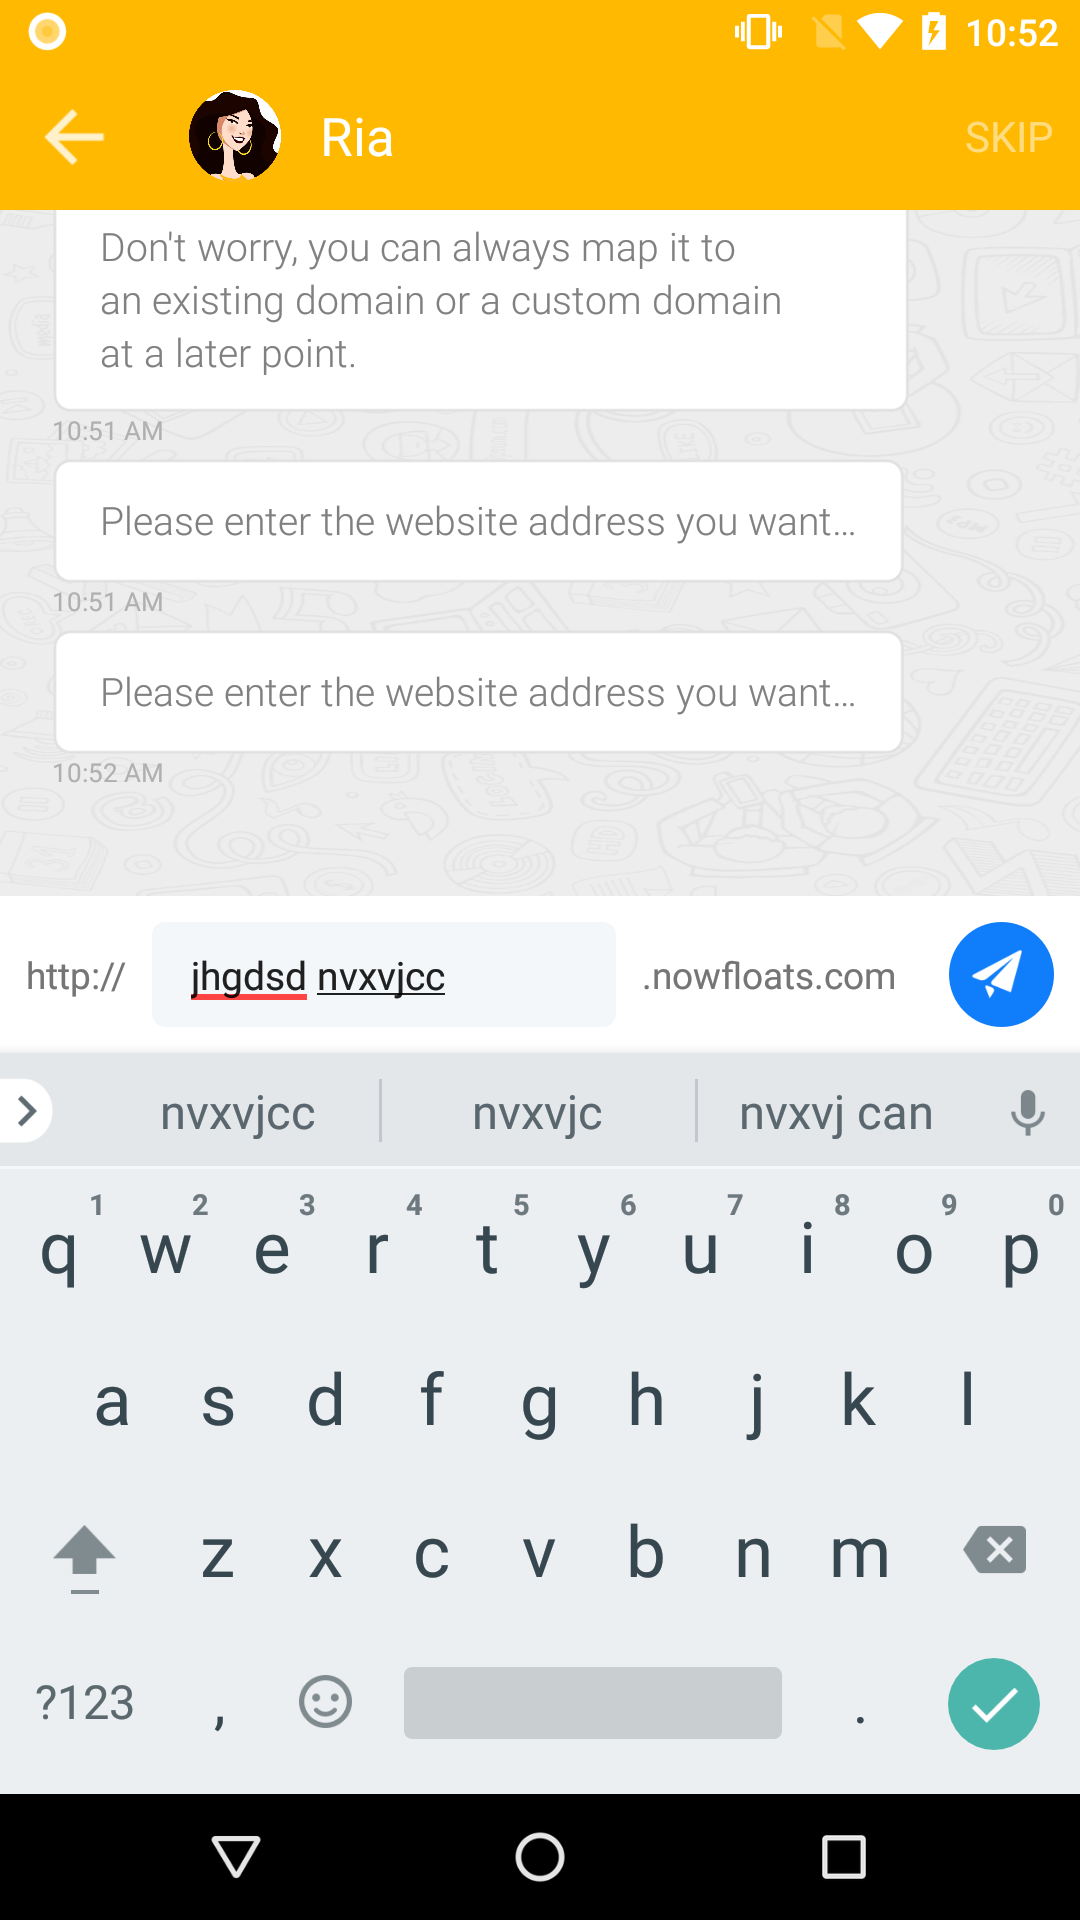 10:52
Ria
SKIP
Don't worry, you can always map it to
an existing domain or a custom domain
at a later point.
10:51 AM
Please enter the website address you want...
10:51 AM
Please enter the website address you want...
10:52 AM
http:// jhgdsd nvxvjcc .nowfloats.com
nvxvjcc nvxvjc nvxvj can
1 2 3 4 5 6 7 8 9 0
q w e r t y u i o p
a s d f g h j k l
z x c v b n m
?123 , .